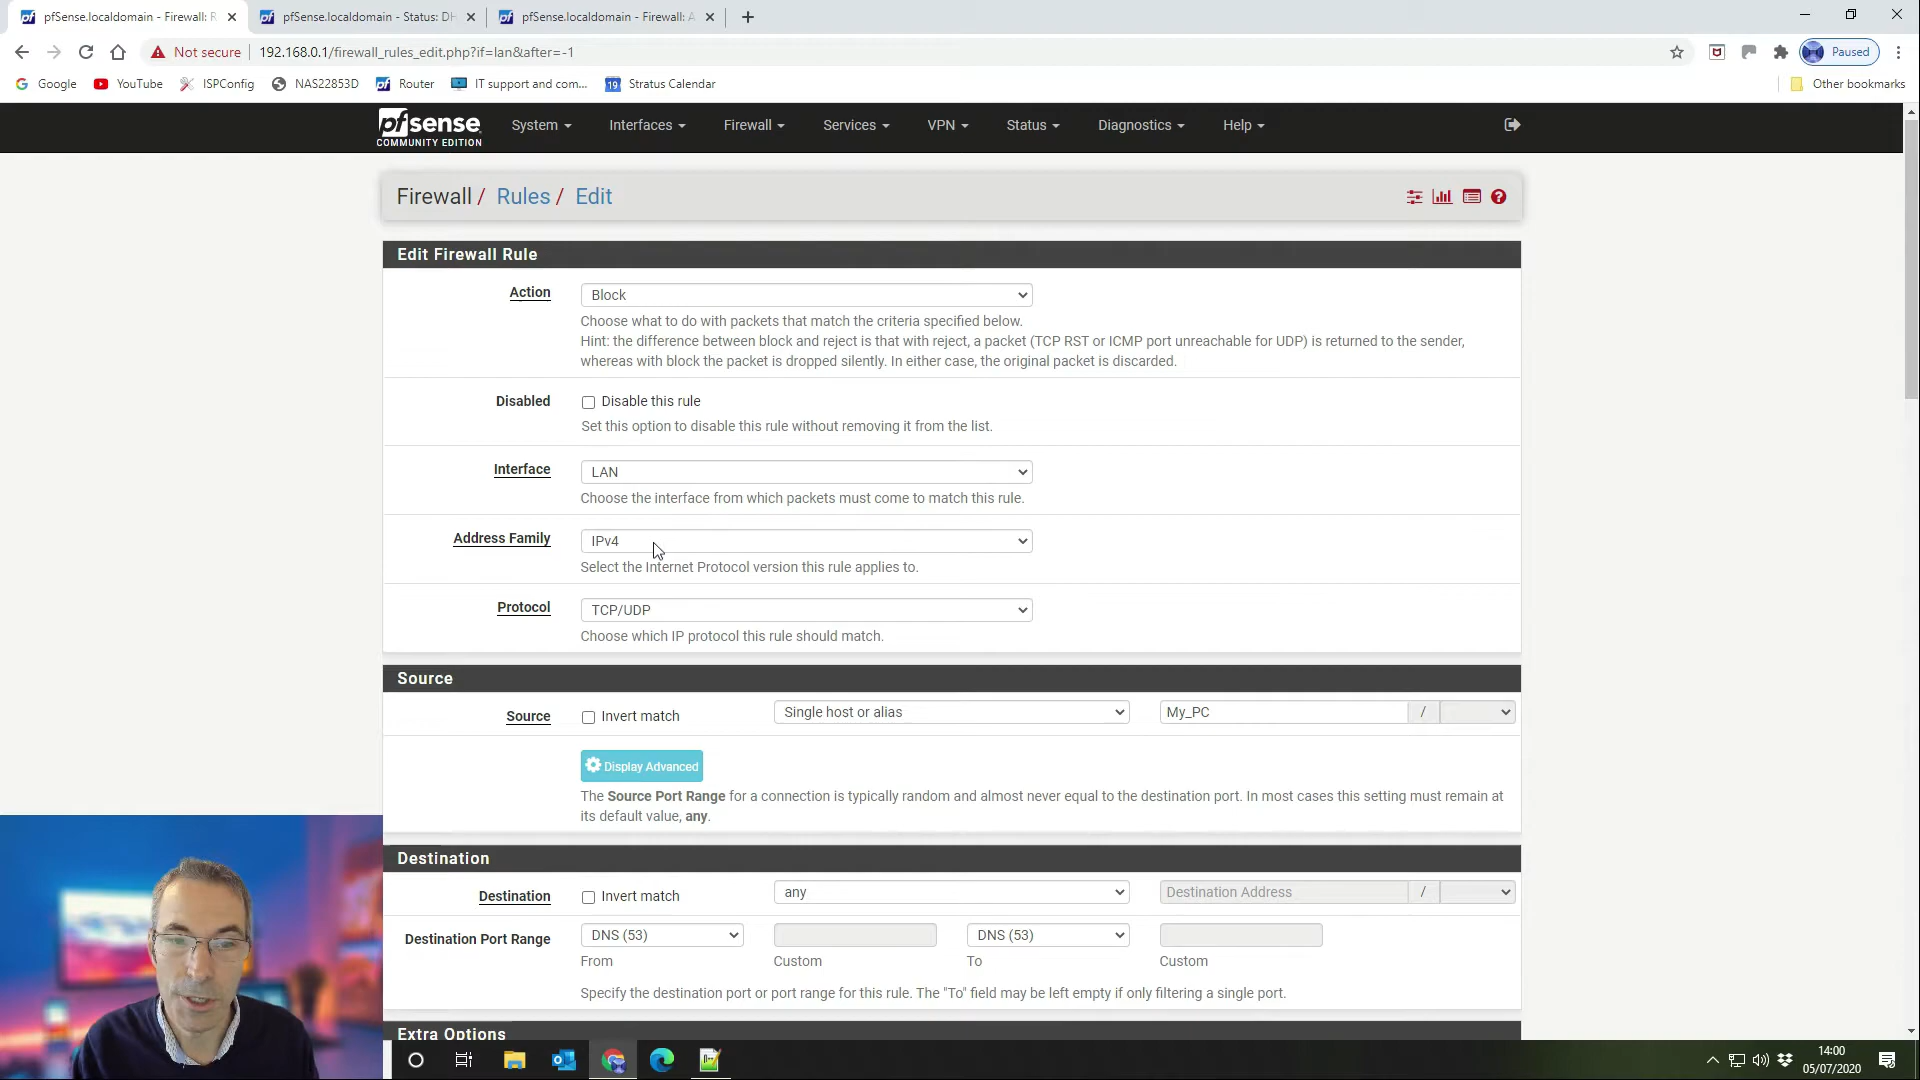 pfSense.localdomain - Firewall: R
pfSense.localdomain - Status: DH
pfSense.localdomain - Firewall: A
Not secure
192.168.0.1/firewall_rules_edit.php?if=lan&after=-1
Paused
Google
YouTube
ISPConfig
NAS22853D
Router
IT support and com...
Stratus Calendar
Other bookmarks
pfsense
COMMUNITY EDITION
System
Interfaces
Firewall
Services
VPN
Status
Diagnostics
Help
Firewall / Rules / Edit
Edit Firewall Rule
Action
Block
Choose what to do with packets that match the criteria specified below.
Hint: the difference between block and reject is that with reject, a packet (TCP RST or ICMP port unreachable for UDP) is returned to the sender,
whereas with block the packet is dropped silently. In either case, the original packet is discarded.
Disabled
Disable this rule
Set this option to disable this rule without removing it from the list.
Interface
LAN
Choose the interface from which packets must come to match this rule.
Address Family
IPv4
Select the Internet Protocol version this rule applies to.
Protocol
TCP/UDP
Choose which IP protocol this rule should match.
Source
Source
Invert match
Single host or alias
My_PC
/
Display Advanced
The Source Port Range for a connection is typically random and almost never equal to the destination port. In most cases this setting must remain at
its default value, any.
Destination
Destination
Invert match
any
Destination Address
/
Destination Port Range
DNS (53)
DNS (53)
From
Custom
To
Custom
Specify the destination port or port range for this rule. The "To" field may be left empty if only filtering a single port.
Extra Options
14:00
05/07/2020